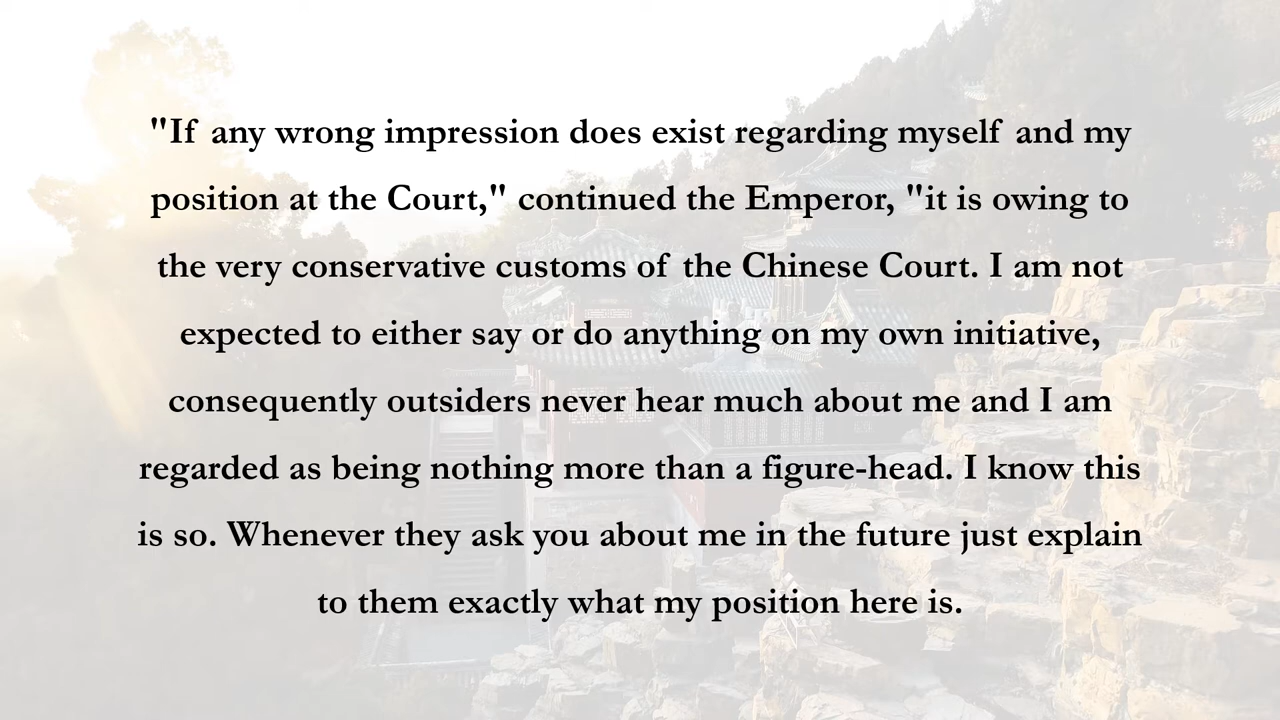 "If any wrong impression does exist regarding myself and my
position at the Court," continued the Emperor, "it is owing to
the very conservative customs of the Chinese Court. I am not
expected to either say or do anything on my own initiative,
consequently outsiders never hear much about me and I am
regarded as being nothing more than a figure-head. I know this
is so. Whenever they ask you about me in the future just explain
to them exactly what my position here is.